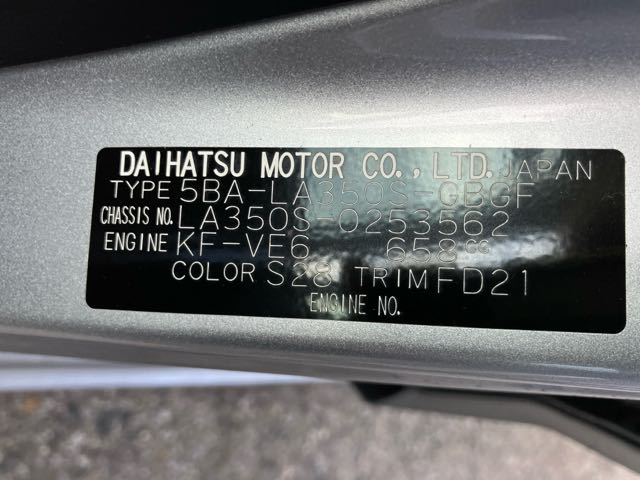 DAIHATSU MOTOR CO., LTD. JAPAN
TYPE 5BA-LA350S-GBGF
CHASSIS NO. LA350S-0253562
ENGINE KF-VE6 658cc
COLOR S28 TRIM FD21
ENGINE NO.